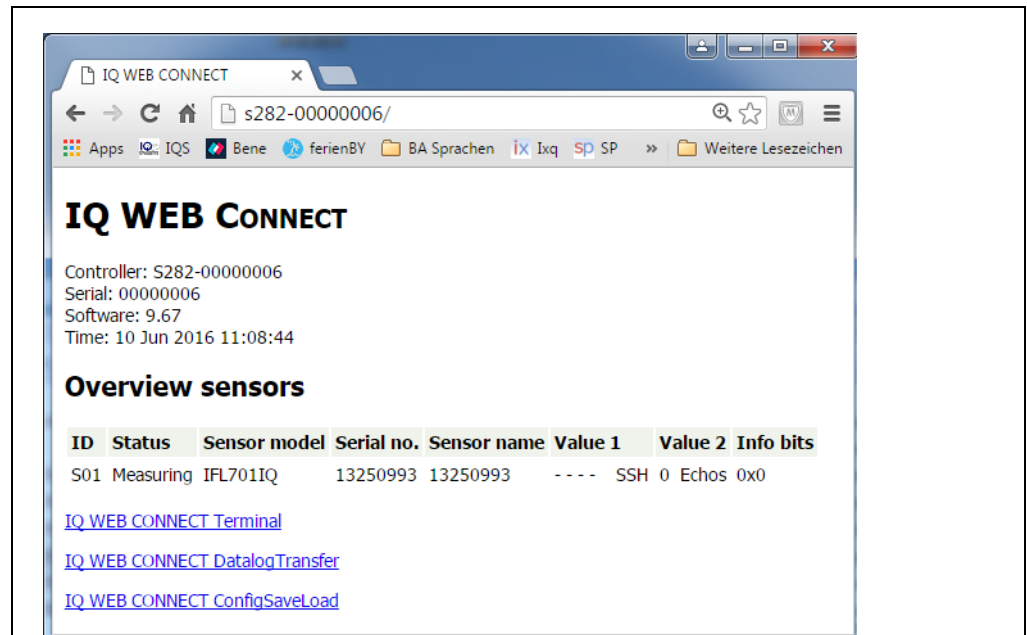 IQ WEB CONNECT
s282-00000006/
Apps IQS Bene ferienBY BA Sprachen Ixq SP » Weitere Lesezeichen
IQ WEB CONNECT
Controller: S282-00000006
Serial: 00000006
Software: 9.67
Time: 10 Jun 2016 11:08:44
Overview sensors
ID Status Sensor model Serial no. Sensor name Value 1 Value 2 Info bits
S01 Measuring IFL701IQ 13250993 13250993 - - - - SSH 0 Echos 0x0
IQ WEB CONNECT Terminal
IQ WEB CONNECT DatalogTransfer
IQ WEB CONNECT ConfigSaveLoad